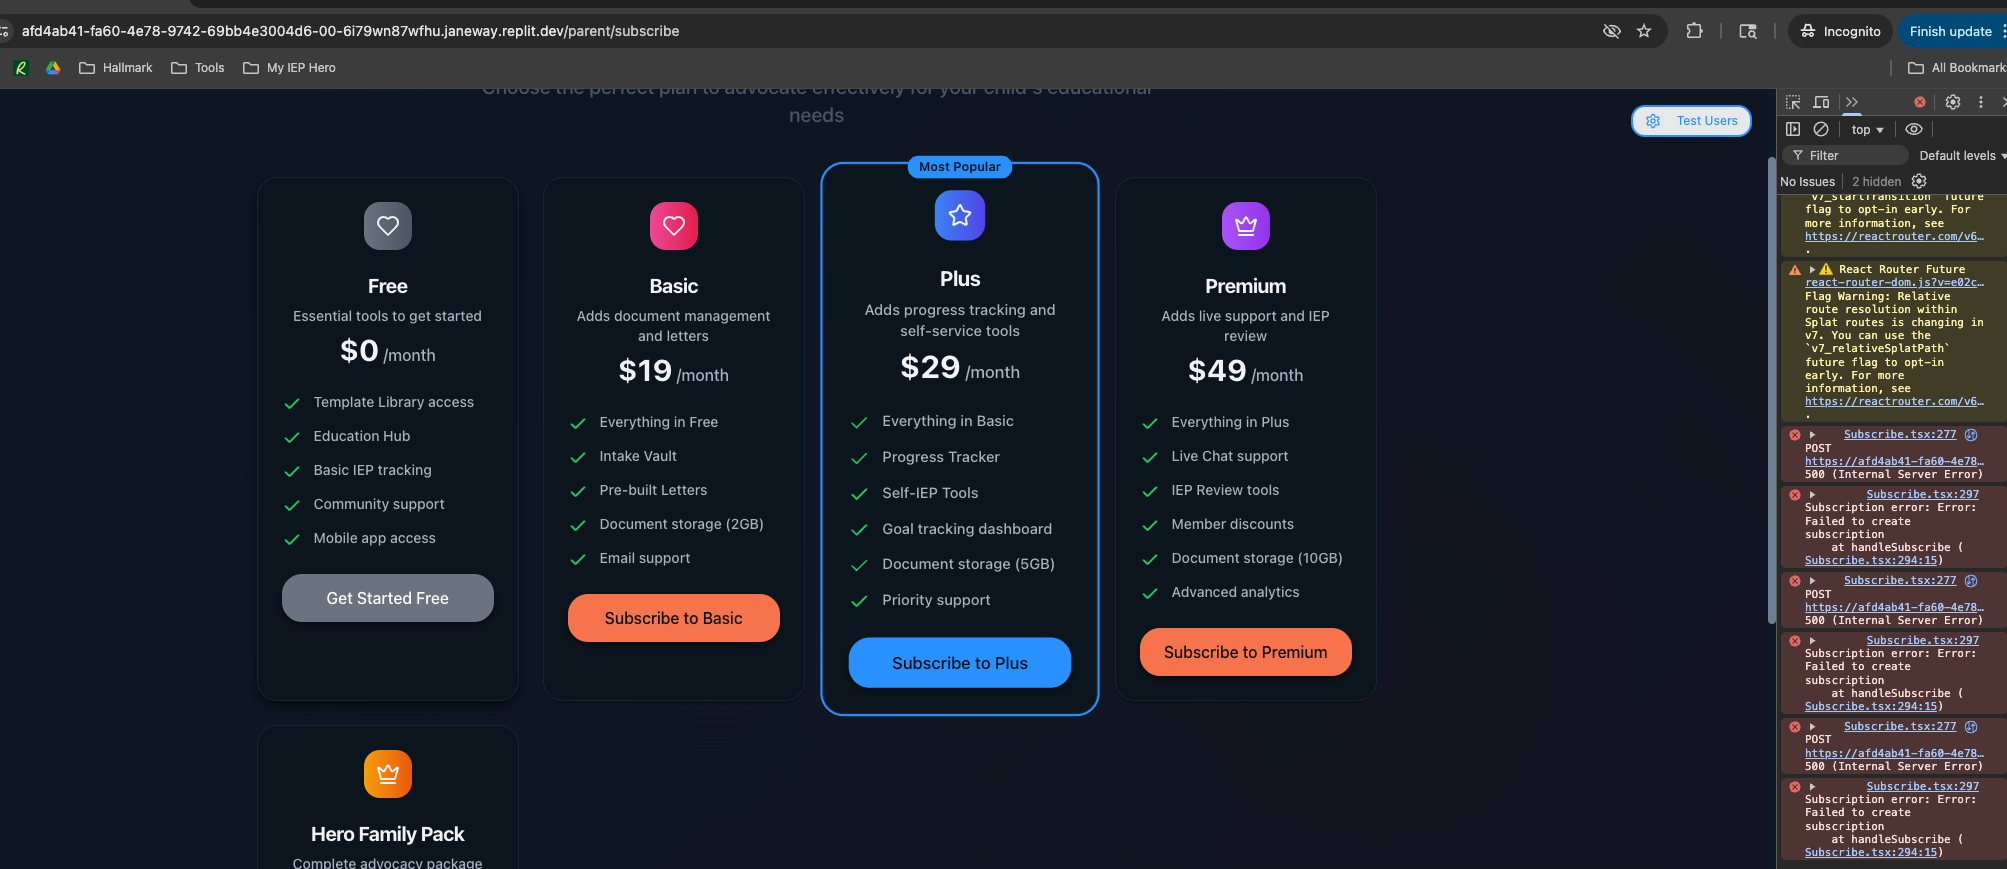 afd4ab41-fa60-4e78-9742-69bb4e3004d6-00-6i79wn87wfhu.janeway.replit.dev/parent/subscribe
Incognito
Finish update
Hallmark
Tools
My IEP Hero
All Bookmark
Choose the perfect plan to advocate effectively for your child's educational
needs
Test Users
Most Popular
Free
Essential tools to get started
$0 /month
Template Library access
Education Hub
Basic IEP tracking
Community support
Mobile app access
Get Started Free
Basic
Adds document management
and letters
$19 /month
Everything in Free
Intake Vault
Pre-built Letters
Document storage (2GB)
Email support
Subscribe to Basic
Plus
Adds progress tracking and
self-service tools
$29 /month
Everything in Basic
Progress Tracker
Self-IEP Tools
Goal tracking dashboard
Document storage (5GB)
Priority support
Subscribe to Plus
Premium
Adds live support and IEP
review
$49 /month
Everything in Plus
Live Chat support
IEP Review tools
Member discounts
Document storage (10GB)
Advanced analytics
Subscribe to Premium
Hero Family Pack
Complete advocacy package
top
Filter
Default levels
No Issues
2 hidden
`v7_startTransition` future
flag to opt-in early. For
more information, see
https://reactrouter.com/v6…
.
React Router Future
react-router-dom.js?v=e02c…
Flag Warning: Relative
route resolution within
Splat routes is changing in
v7. You can use the
`v7_relativeSplatPath`
future flag to opt-in
early. For more
information, see
https://reactrouter.com/v6…
.
Subscribe.tsx:277
POST
https://afd4ab41-fa60-4e78…
500 (Internal Server Error)
Subscribe.tsx:297
Subscription error: Error:
Failed to create
subscription
at handleSubscribe (
Subscribe.tsx:294:15)
Subscribe.tsx:277
POST
https://afd4ab41-fa60-4e78…
500 (Internal Server Error)
Subscribe.tsx:297
Subscription error: Error:
Failed to create
subscription
at handleSubscribe (
Subscribe.tsx:294:15)
Subscribe.tsx:277
POST
https://afd4ab41-fa60-4e78…
500 (Internal Server Error)
Subscribe.tsx:297
Subscription error: Error:
Failed to create
subscription
at handleSubscribe (
Subscribe.tsx:294:15)